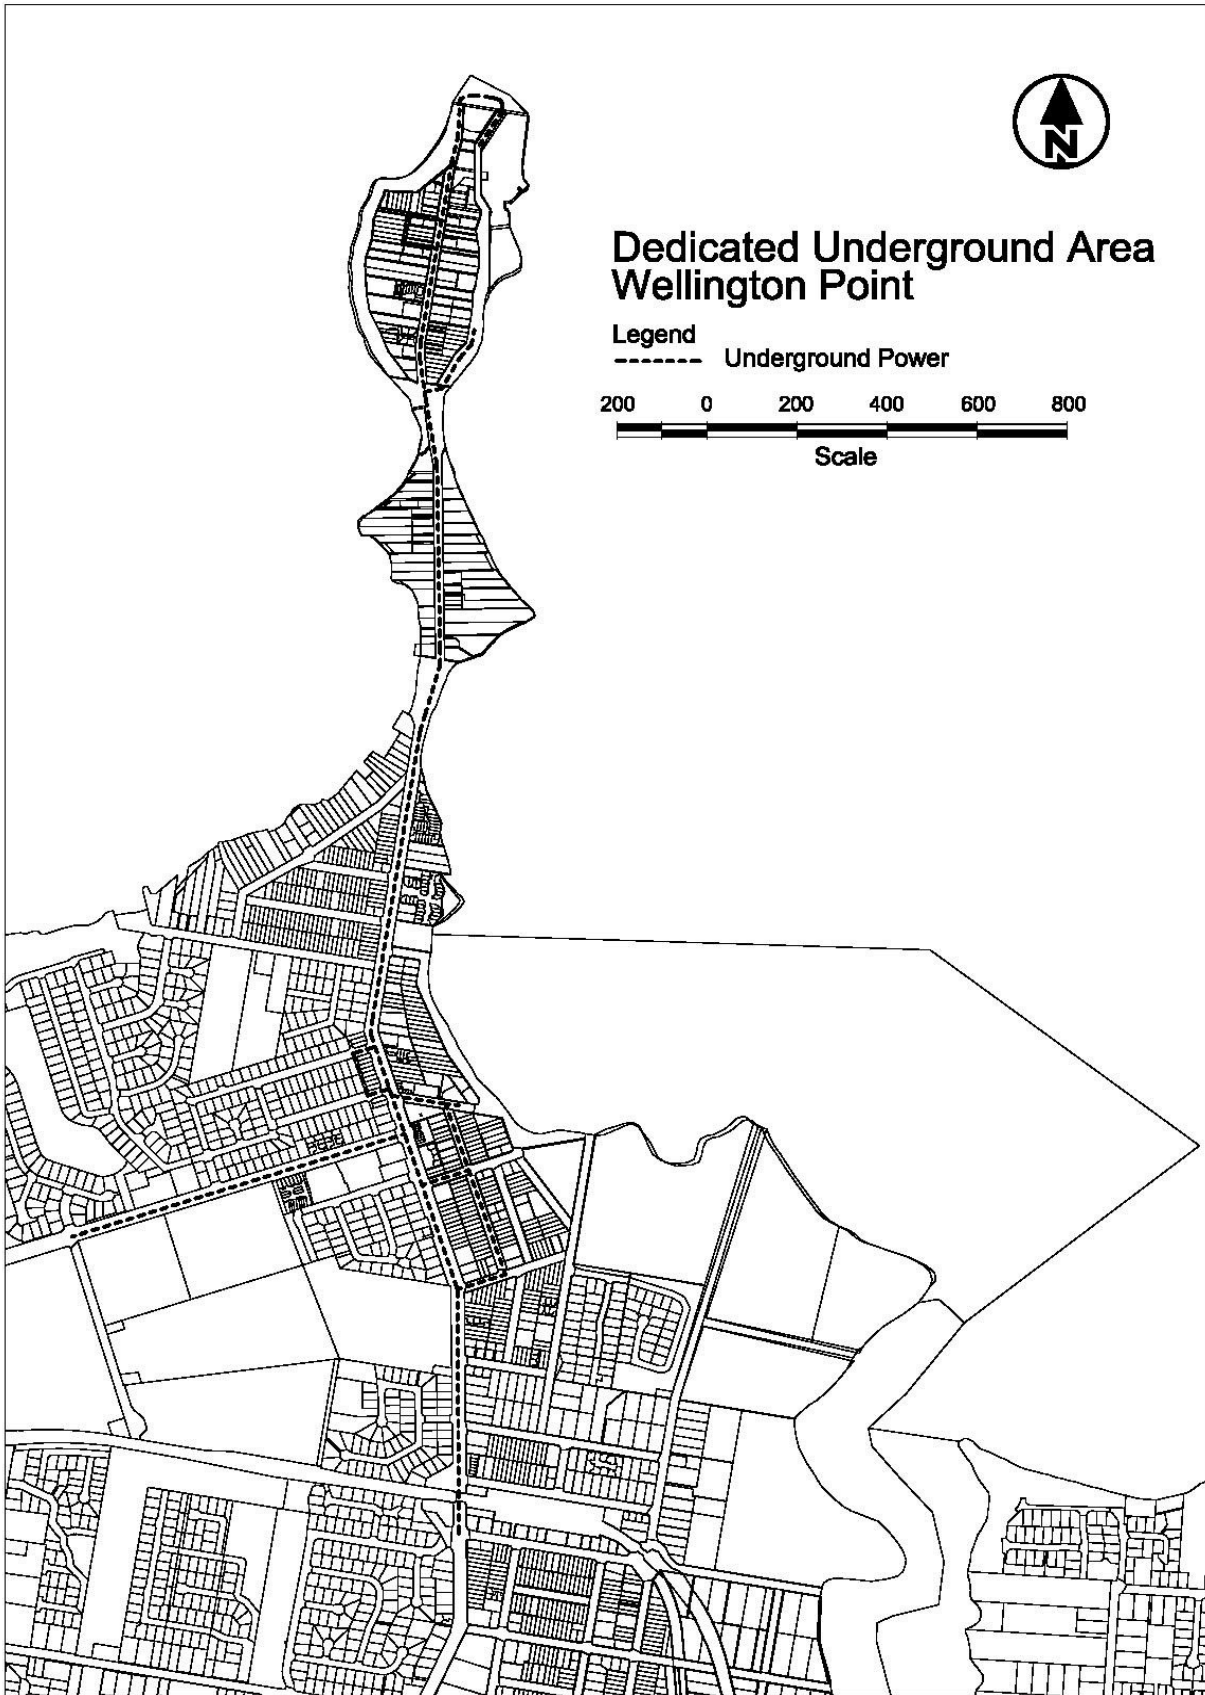 N
Dedicated Underground Area
Wellington Point
Legend
Underground Power
200 0 200 400 600 800
Scale